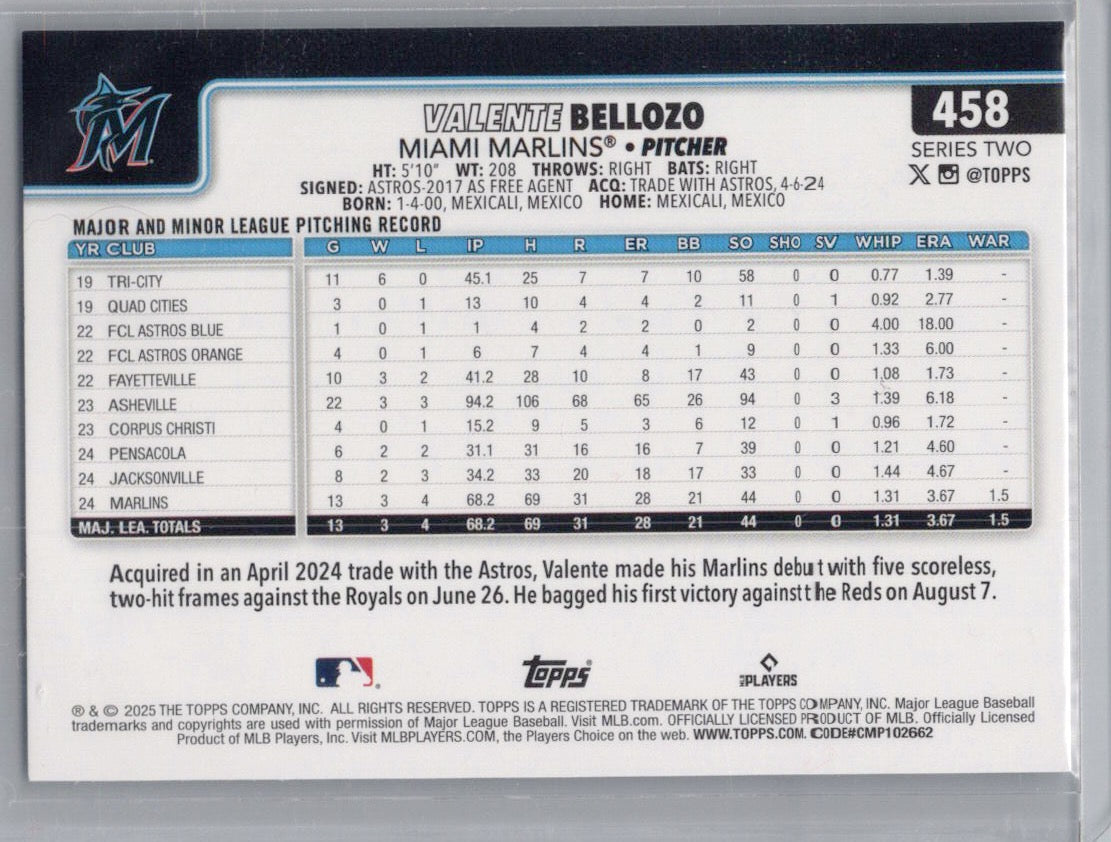 VALENTE BELLOZO
458
MIAMI MARLINS® • PITCHER
SERIES TWO
HT: 5'10" WT: 208 THROWS: RIGHT BATS: RIGHT
@TOPPS
SIGNED: ASTROS-2017 AS FREE AGENT ACQ: TRADE WITH ASTROS, 4-6-24
BORN: 1-4-00, MEXICALI, MEXICO HOME: MEXICALI, MEXICO
MAJOR AND MINOR LEAGUE PITCHING RECORD
YR CLUB G W L IP H R ER BB SO SHO SV WHIP ERA WAR
19 TRI-CITY 11 6 0 45.1 25 7 7 10 58 0 0 0.77 1.39 -
19 QUAD CITIES 3 0 1 13 10 4 4 2 11 0 1 0.92 2.77 -
22 FCL ASTROS BLUE 1 0 1 1 4 2 2 0 2 0 0 4.00 18.00 -
22 FCL ASTROS ORANGE 4 0 1 6 7 4 4 1 9 0 0 1.33 6.00 -
22 FAYETTEVILLE 10 3 2 41.2 28 10 8 17 43 0 0 1.08 1.73 -
23 ASHEVILLE 22 3 3 94.2 106 68 65 26 94 0 3 1.39 6.18 -
23 CORPUS CHRISTI 4 0 1 15.2 9 5 3 6 12 0 1 0.96 1.72 -
24 PENSACOLA 6 2 2 31.1 31 16 16 7 39 0 0 1.21 4.60 -
24 JACKSONVILLE 8 2 3 34.2 33 20 18 17 33 0 0 1.44 4.67 -
24 MARLINS 13 3 4 68.2 69 31 28 21 44 0 0 1.31 3.67 1.5
MAJ. LEA. TOTALS 13 3 4 68.2 69 31 28 21 44 0 0 1.31 3.67 1.5
Acquired in an April 2024 trade with the Astros, Valente made his Marlins debut with five scoreless,
two-hit frames against the Royals on June 26. He bagged his first victory against the Reds on August 7.
Topps
PLAYERS
® & © 2025 THE TOPPS COMPANY, INC. ALL RIGHTS RESERVED. TOPPS IS A REGISTERED TRADEMARK OF THE TOPPS COMPANY, INC. Major League Baseball
trademarks and copyrights are used with permission of Major League Baseball. Visit MLB.com. OFFICIALLY LICENSED PRODUCT OF MLB. Officially Licensed
Product of MLB Players, Inc. Visit MLBPLAYERS.COM, the Players Choice on the web. WWW.TOPPS.COM. CODE#CMP102662